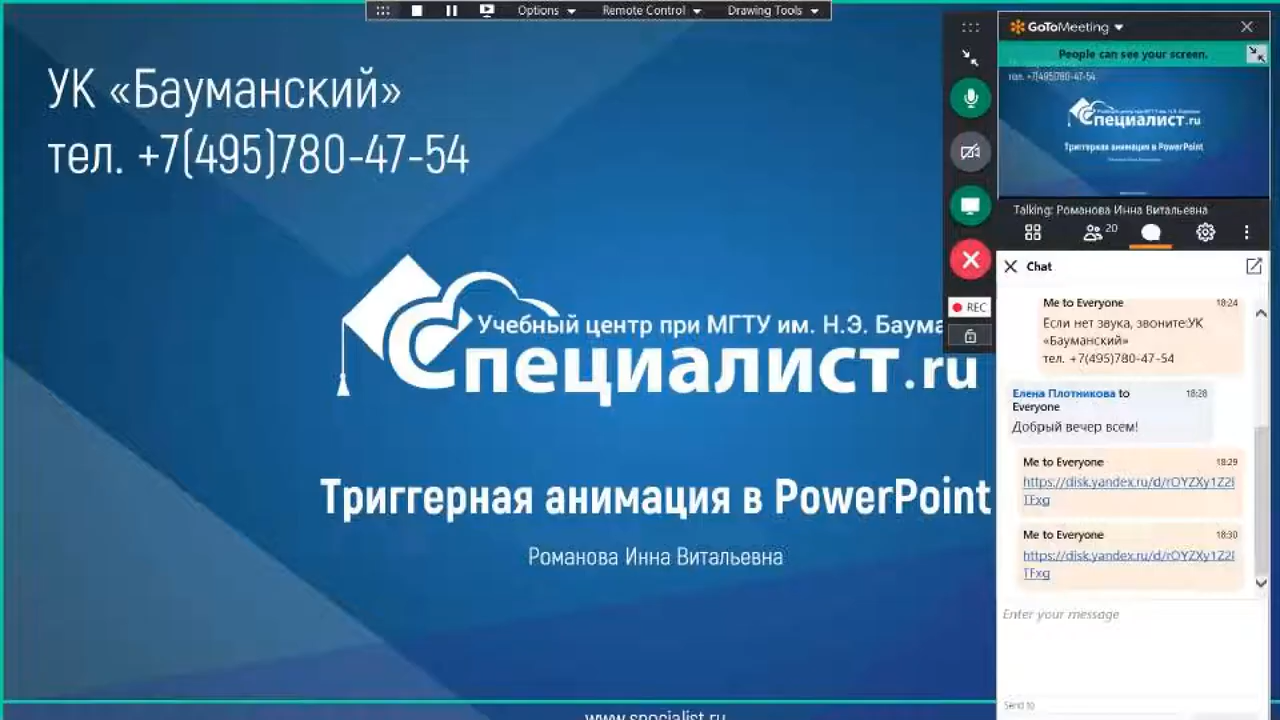 Options
Remote Control
Drawing Tools
УК «Бауманский»
тел. +7(495)780-47-54
Учебный центр при МГТУ им. Н.Э. Баума
Специалист.ru
Триггерная анимация в PowerPoint
Романова Инна Витальевна
www.specialist.ru
REC
GoToMeeting
People can see your screen.
тел. +7(495)780-47-54
Специалист.ru
Триггерная анимация в PowerPoint
Talking: Романова Инна Витальевна
20
Chat
Me to Everyone 18:24
Если нет звука, звоните:УК
«Бауманский»
тел. +7(495)780-47-54
Елена Плотникова to 18:28
Everyone
Добрый вечер всем!
Me to Everyone 18:29
https://disk.yandex.ru/d/rOYZXy1Z2I
TFxg
Me to Everyone 18:30
https://disk.yandex.ru/d/rOYZXy1Z2I
TFxg
Enter your message
Send to